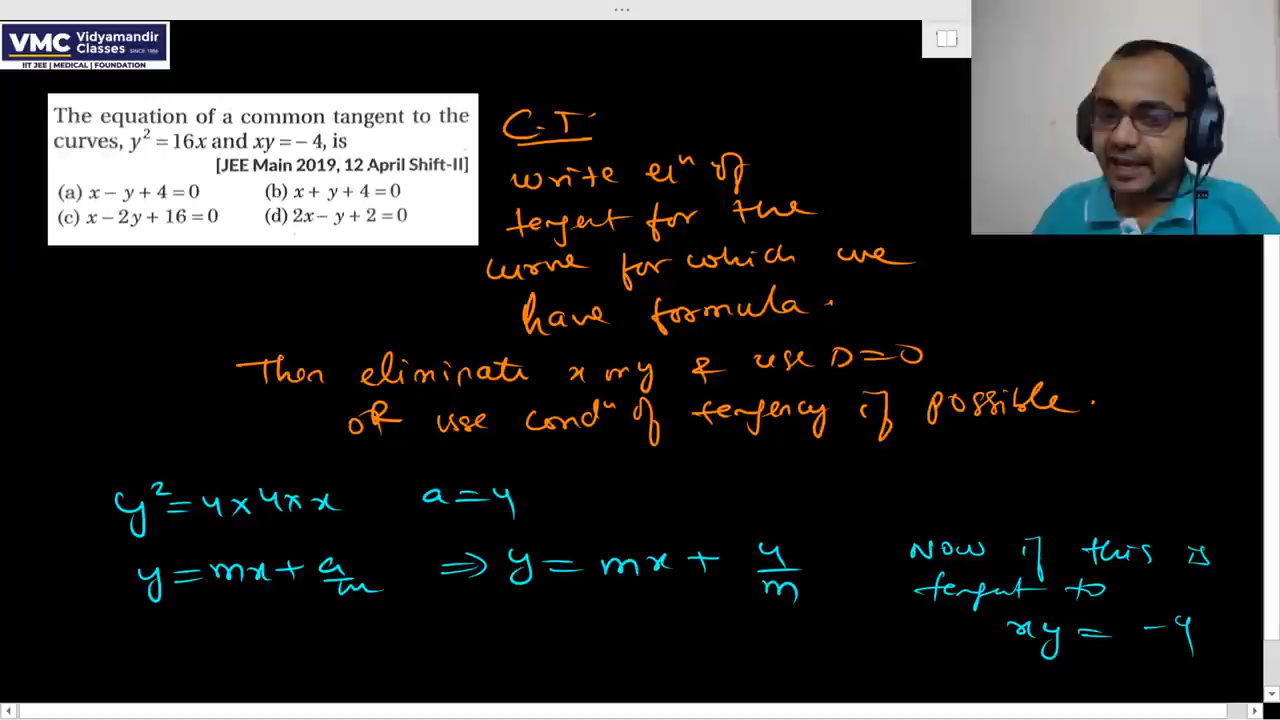 VMC Vidyamandir Classes SINCE 1986
IIT JEE | MEDICAL | FOUNDATION
The equation of a common tangent to the
curves, y² = 16x and xy = – 4, is
[JEE Main 2019, 12 April Shift-II]
(a) x – y + 4 = 0 (b) x + y + 4 = 0
(c) x – 2y + 16 = 0 (d) 2x – y + 2 = 0
C.T.
write eqⁿ of
tangent for the
curve for which we
have formula.
Then eliminate x or y & use D=0
OR use condⁿ of tangency if possible.
y² = 4×4×x a = 4
y = mx + a/m ⇒ y = mx + 4/m
Now if this is
tangent to
xy = -4